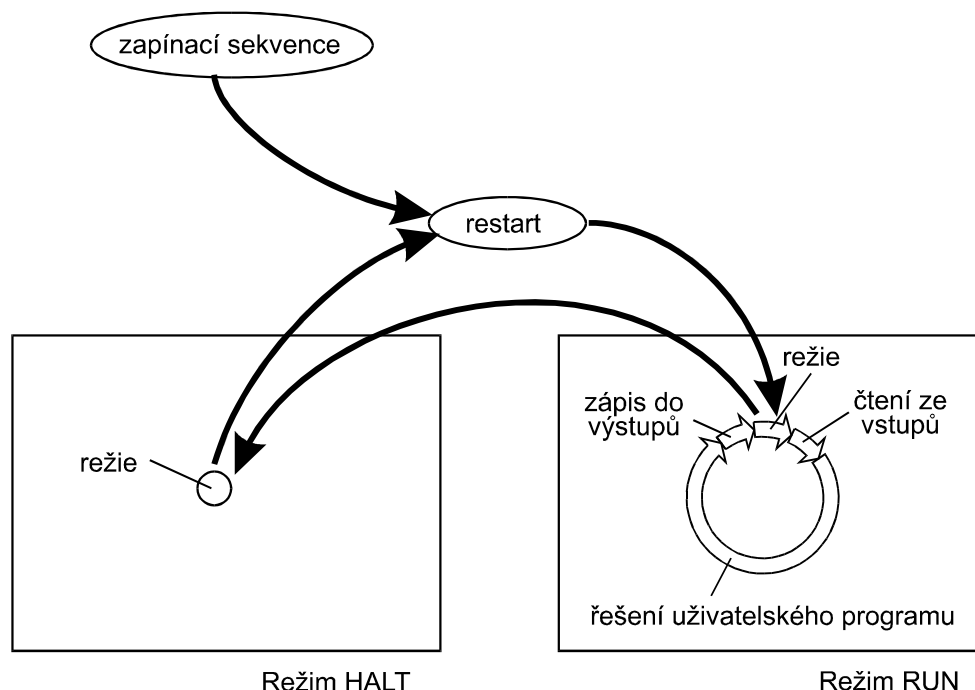 zapínací sekvence
restart
režie
zápis do
výstupů
čtení ze
vstupů
režie
řešení uživatelského programu
Režim HALT
Režim RUN